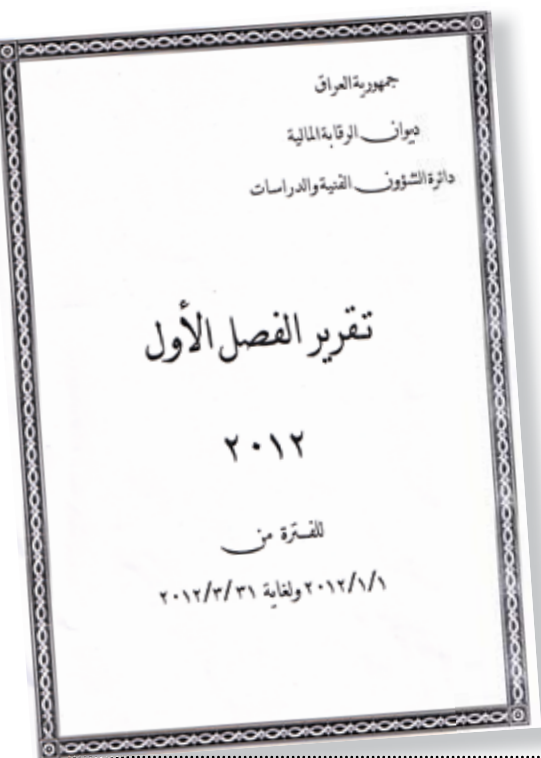 جمهورية العراق
ديوان الرقابة المالية
دائرة الشؤون الفنية والدراسات
تقرير الفصل الأول
٢٠١٢
للفترة من
٢٠١٢/١/١ ولغاية ٢٠١٢/٣/٣١